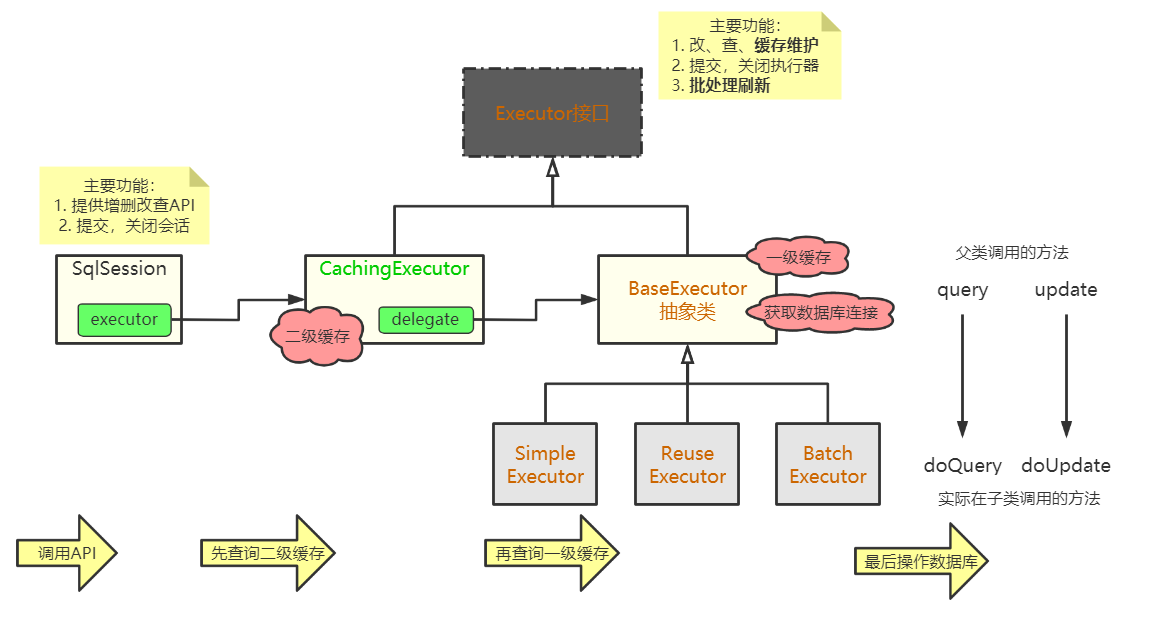 主要功能：
1. 改、查、缓存维护
2. 提交，关闭执行器
3. 批处理刷新
Executor接口
主要功能：
1. 提供增删改查API
2. 提交，关闭会话
SqlSession
executor
CachingExecutor
delegate
二级缓存
BaseExecutor
抽象类
一级缓存
获取数据库连接
父类调用的方法
query update
doQuery doUpdate
实际在子类调用的方法
Simple
Executor
Reuse
Executor
Batch
Executor
调用API
先查询二级缓存
再查询一级缓存
最后操作数据库